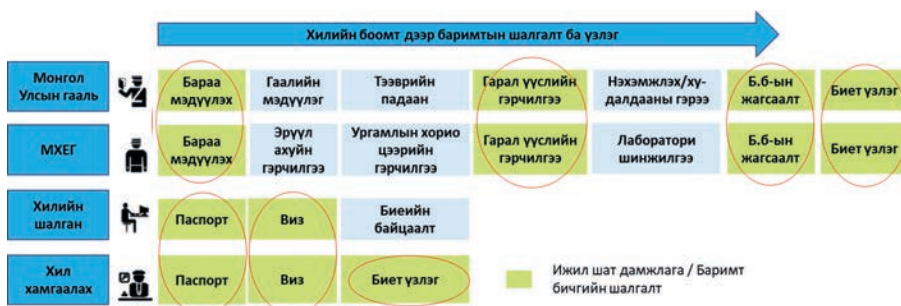 Хилийн боомт дээр баримтын шалгалт ба үзлэг
Монгол
Улсын гааль
Бараа
мэдүүлэх
Гаалийн
мэдүүлэг
Тээврийн
падаан
Гарал үүслийн
гэрчилгээ
Нэхэмжлэх/ху-
далдааны гэрээ
Б.б-ын
жагсаалт
Биет үзлэг
МХЕГ
Бараа
мэдүүлэх
Эрүүл
ахуйн
гэрчилгээ
Ургамлын хорио
цээрийн
гэрчилгээ
Гарал үүслийн
гэрчилгээ
Лаборатори
шинжилгээ
Б.б-ын
жагсаалт
Биет үзлэг
Хилийн
шалган
Паспорт
Виз
Биеийн
байцаалт
Хил
хамгаалах
Паспорт
Виз
Биет үзлэг
Ижил шат дамжлага / Баримт
бичгийн шалгалт